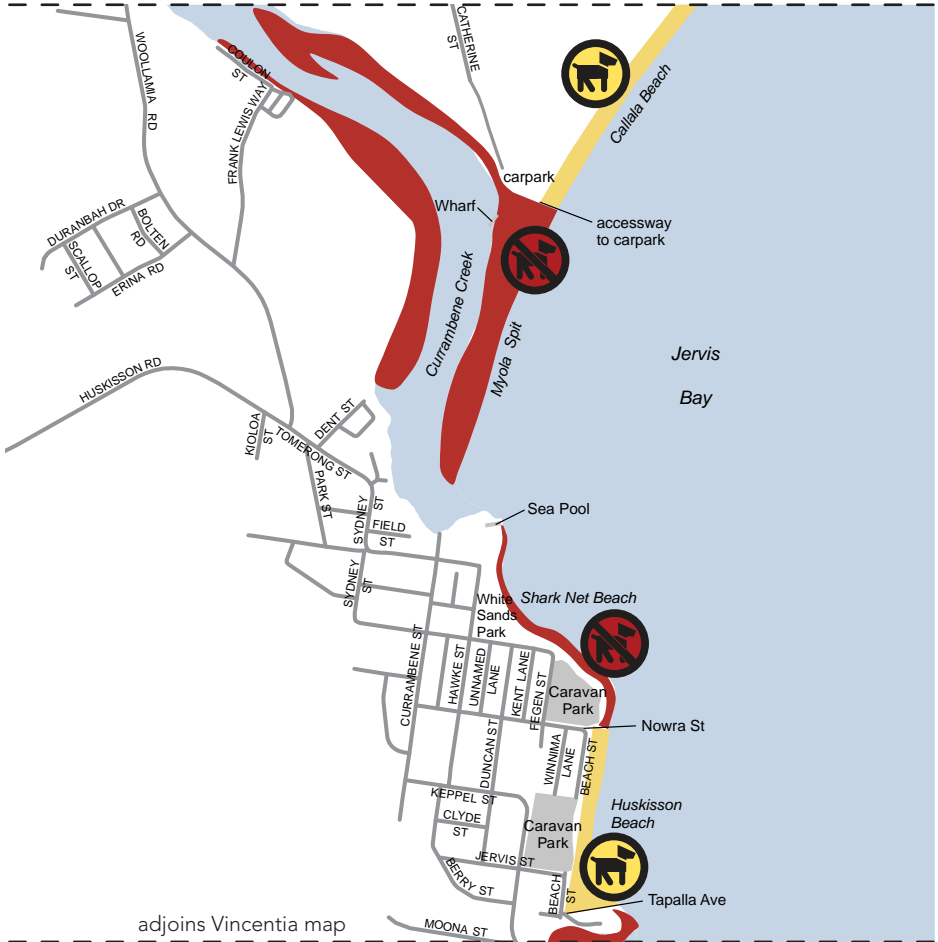 WOOLLAMIA
RD
COULON
ST
CATHERINE
ST
FRANK LEWIS WAY
Callala Beach
carpark
Wharf
accessway
to carpark
DURANBAH DR
BOLTEN
RD
SCALLOP
ST
ERINA RD
Currambene Creek
Myola Spit
Jervis
Bay
HUSKISSON RD
KIOLOA
ST
DENT ST
TOMERONG ST
PARK ST
SYDNEY
ST
FIELD
ST
Sea Pool
SYDNEY
ST
White
Sands
Park
Shark Net Beach
CURRAMBENE ST
HAWKE ST
UNNAMED
LANE
KENT LANE
FEGEN ST
Caravan
Park
Nowra St
DUNCAN ST
WINNIMA
LANE
BEACH ST
KEPPEL ST
CLYDE
ST
Huskisson
Beach
Caravan
Park
JERVIS ST
BERRY ST
BEACH
ST
Tapalla Ave
MOONA ST
adjoins Vincentia map